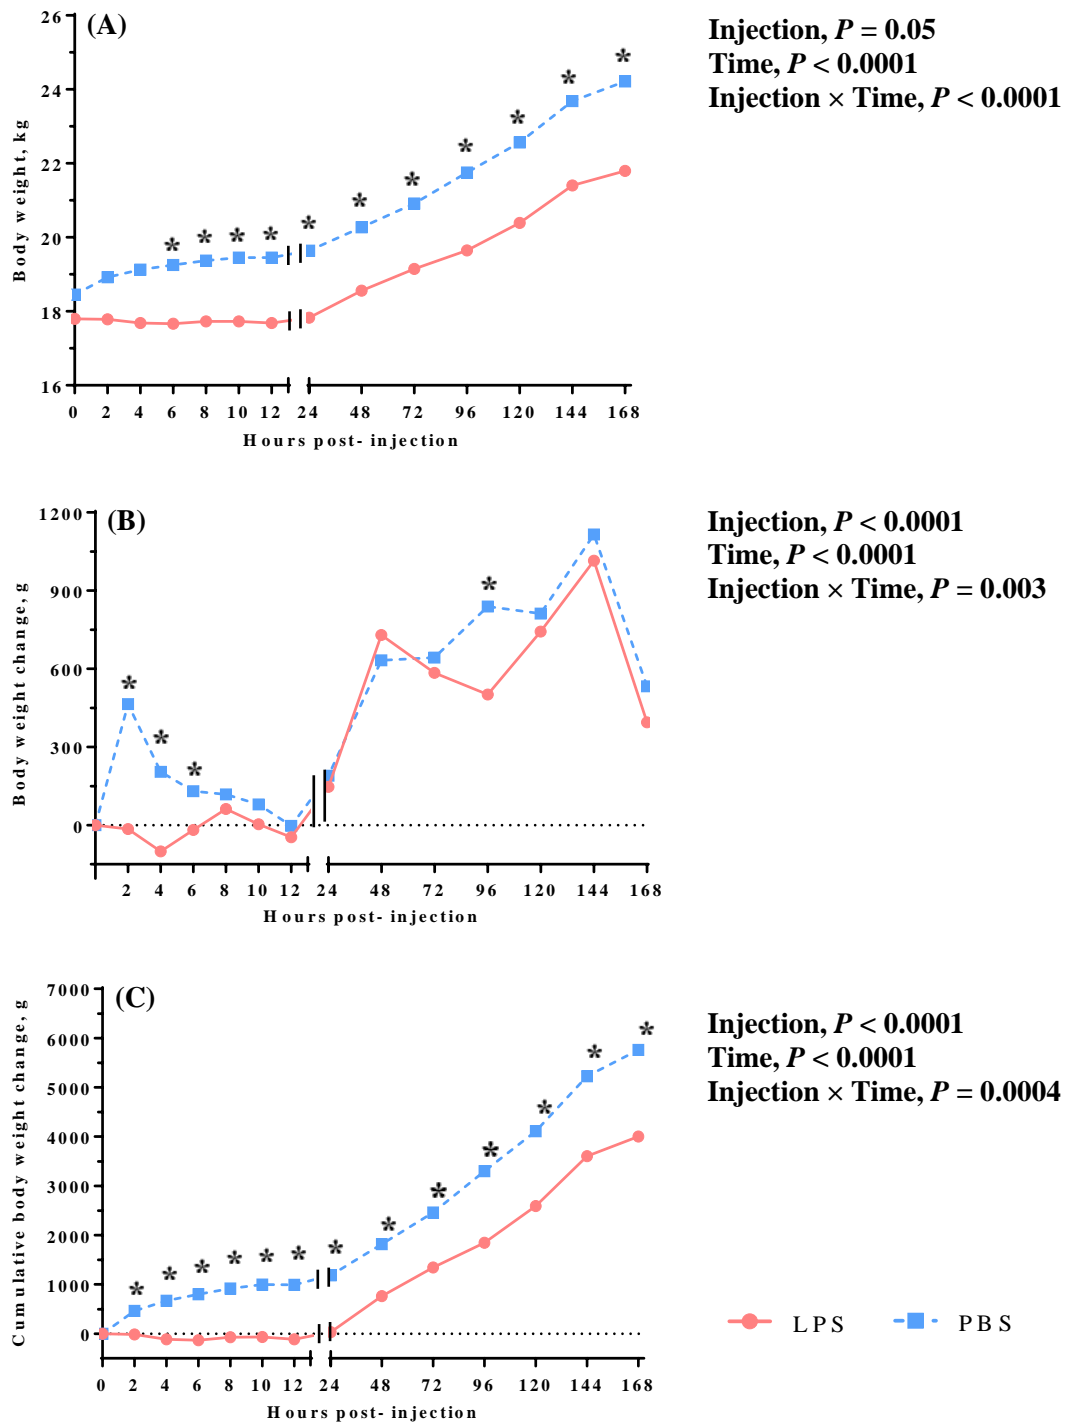 (A)
Injection, P = 0.05
Time, P < 0.0001
Injection × Time, P < 0.0001
Body weight, kg
26
24
22
20
18
16
* * * * * * * * * * *
0 2 4 6 8 10 12 24 48 72 96 120 144 168
Hours post- injection
(B)
Injection, P < 0.0001
Time, P < 0.0001
Injection × Time, P = 0.003
Body weight change, g
1200
900
600
300
0
* * * *
2 4 6 8 10 12 24 48 72 96 120 144 168
Hours post- injection
(C)
Injection, P < 0.0001
Time, P < 0.0001
Injection × Time, P = 0.0004
Cumulative body weight change, g
7000
6000
5000
4000
3000
2000
1000
0
* * * * * * * * * * * * *
0 2 4 6 8 10 12 24 48 72 96 120 144 168
Hours post- injection
LPS PBS